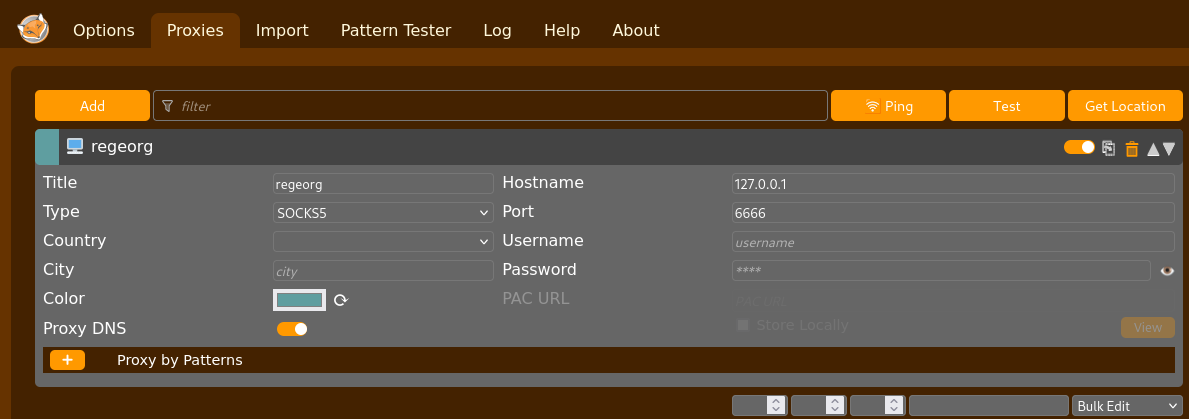 Options Proxies Import Pattern Tester Log Help About
Add filter Ping Test Get Location
regeorg
Title regeorg Hostname 127.0.0.1
Type SOCKS5 Port 6666
Country Username username
City city Password ****
Color PAC URL PAC URL
Proxy DNS Store Locally View
+ Proxy by Patterns
Bulk Edit